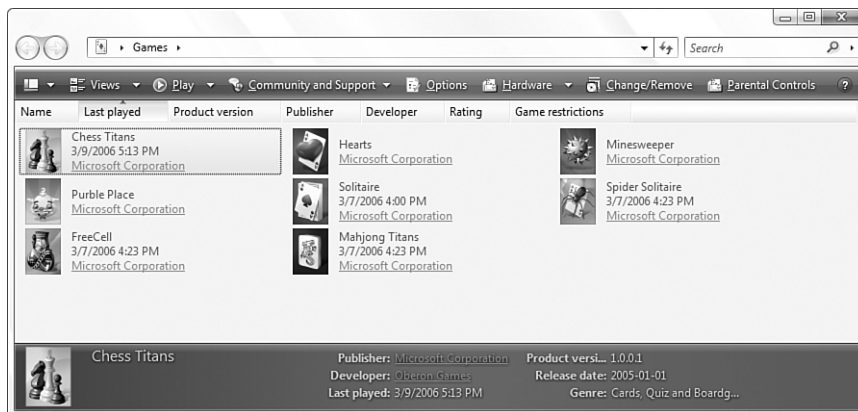 Games
Search
Views Play Community and Support Options Hardware Change/Remove Parental Controls ?
Name Last played Product version Publisher Developer Rating Game restrictions
Chess Titans
3/9/2006 5:13 PM
Microsoft Corporation
Hearts
Microsoft Corporation
Minesweeper
Microsoft Corporation
Purble Place
Microsoft Corporation
Solitaire
3/7/2006 4:00 PM
Microsoft Corporation
Spider Solitaire
3/7/2006 4:23 PM
Microsoft Corporation
FreeCell
3/7/2006 4:23 PM
Microsoft Corporation
Mahjong Titans
3/7/2006 4:23 PM
Microsoft Corporation
Chess Titans
Publisher: Microsoft Corporation
Developer: Oberon Games
Last played: 3/9/2006 5:13 PM
Product versi... 1.0.0.1
Release date: 2005-01-01
Genre: Cards, Quiz and Boardg...